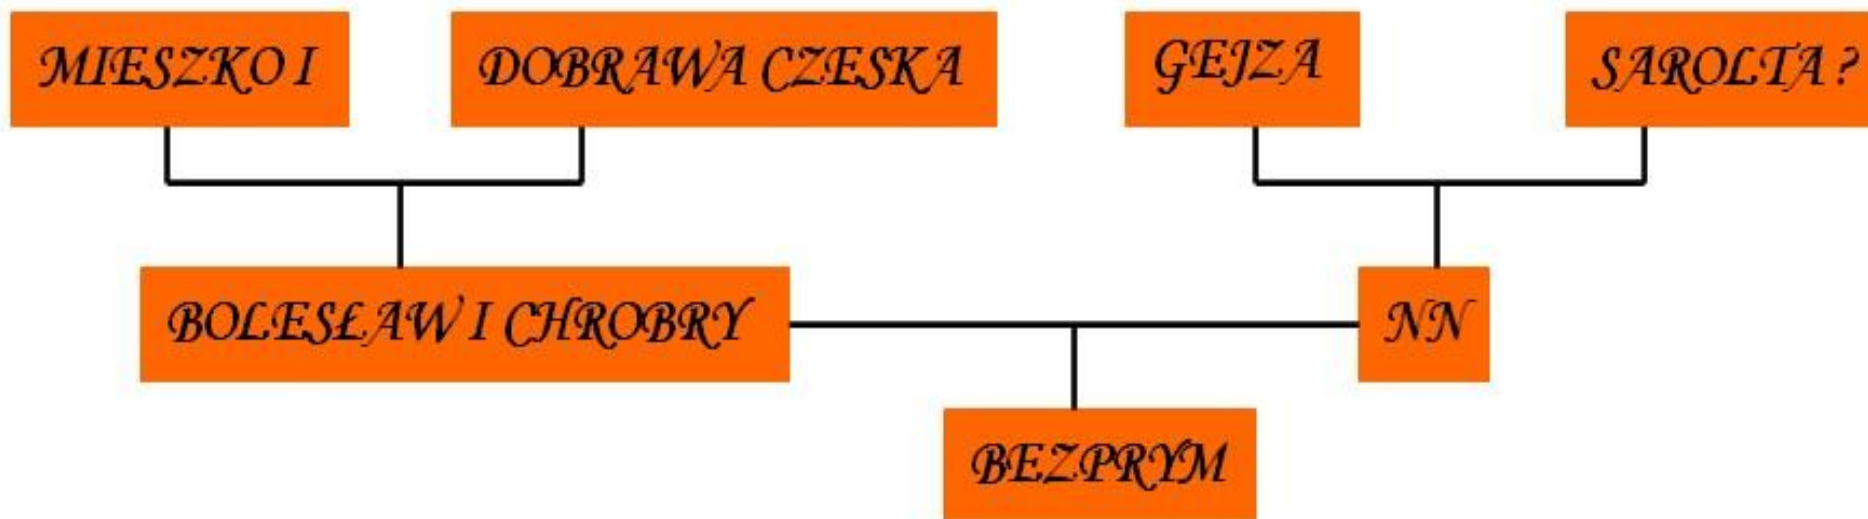 MIESZKO I
DOBRAWA CZESKA
GEJZA
SAROLTA ?
BOLESŁAW I CHROBRY
NN
BEZPRYM